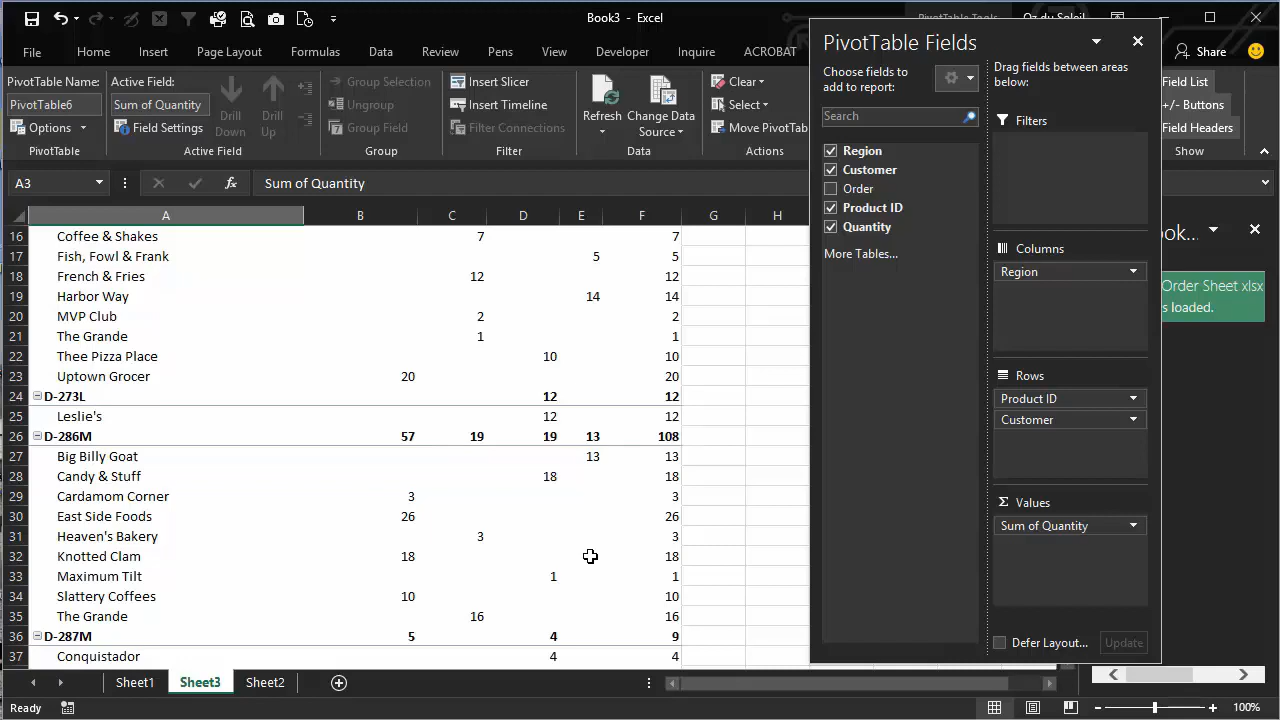 Book3 - Excel
PivotTable Tools
Oz du Soleil
File Home Insert Page Layout Formulas Data Review Pens View Developer Inquire ACROBAT
Share
PivotTable Name:
PivotTable6
Options
PivotTable
Active Field:
Sum of Quantity
Field Settings
Drill Down
Drill Up
Active Field
Group Selection
Ungroup
Group Field
Group
Insert Slicer
Insert Timeline
Filter Connections
Filter
Refresh
Change Data Source
Data
Clear
Select
Move PivotTab
Actions
Field List
+/- Buttons
Field Headers
Show
A3 fx Sum of Quantity
A B C D E F G H
16 Coffee & Shakes 7 7
17 Fish, Fowl & Frank 5 5
18 French & Fries 12 12
19 Harbor Way 14 14
20 MVP Club 2 2
21 The Grande 1 1
22 Thee Pizza Place 10 10
23 Uptown Grocer 20 20
24 D-273L 12 12
25 Leslie's 12 12
26 D-286M 57 19 19 13 108
27 Big Billy Goat 13 13
28 Candy & Stuff 18 18
29 Cardamom Corner 3 3
30 East Side Foods 26 26
31 Heaven's Bakery 3 3
32 Knotted Clam 18 18
33 Maximum Tilt 1 1
34 Slattery Coffees 10 10
35 The Grande 16 16
36 D-287M 5 4 9
37 Conquistador 4 4
PivotTable Fields
Choose fields to
add to report:
Search
Region
Customer
Order
Product ID
Quantity
More Tables...
Drag fields between areas
below:
Filters
Columns
Region
Rows
Product ID
Customer
Values
Sum of Quantity
Defer Layout... Update
ok...
Order Sheet xlsx
s loaded.
Sheet1 Sheet3 Sheet2
Ready
100%